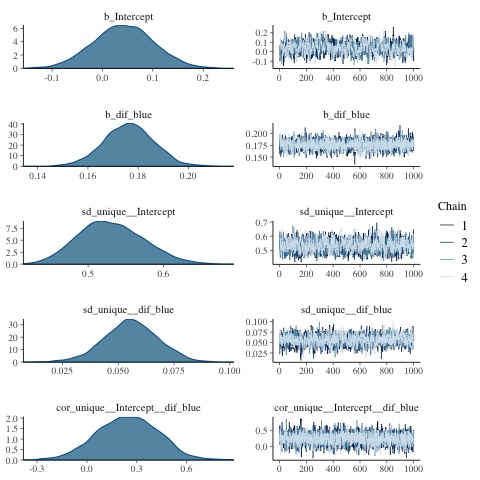 b_Intercept
6
4
2
0
-0.1 0.0 0.1 0.2
b_Intercept
0.2
0.1
0.0
-0.1
0 200 400 600 800 1000
b_dif_blue
40
30
20
10
0
0.14 0.16 0.18 0.20
b_dif_blue
0.200
0.175
0.150
0 200 400 600 800 1000
sd_unique__Intercept
7.5
5.0
2.5
0.0
0.5 0.6
sd_unique__Intercept
0.7
0.6
0.5
0 200 400 600 800 1000
Chain
1
2
3
4
sd_unique__dif_blue
30
20
10
0
0.025 0.050 0.075 0.100
sd_unique__dif_blue
0.100
0.075
0.050
0.025
0 200 400 600 800 1000
cor_unique__Intercept__dif_blue
2.0
1.5
1.0
0.5
0.0
-0.3 0.0 0.3 0.6
cor_unique__Intercept__dif_blue
0.5
0.0
0 200 400 600 800 1000